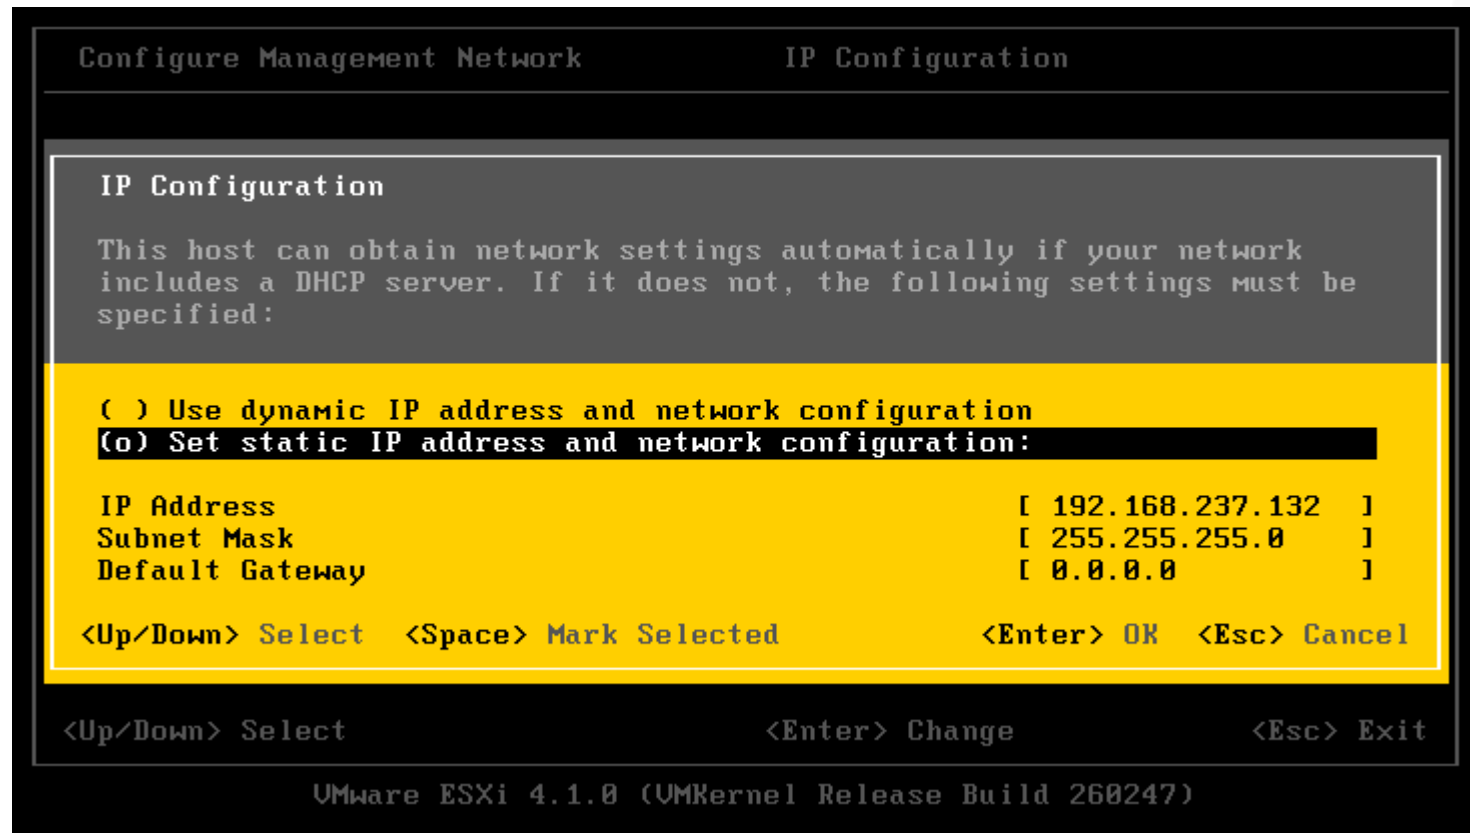 Configure Management Network IP Configuration
IP Configuration
This host can obtain network settings automatically if your network
includes a DHCP server. If it does not, the following settings must be
specified:
( ) Use dynamic IP address and network configuration
(o) Set static IP address and network configuration:
IP Address [ 192.168.237.132 ]
Subnet Mask [ 255.255.255.0 ]
Default Gateway [ 0.0.0.0 ]
<Up/Down> Select <Space> Mark Selected <Enter> OK <Esc> Cancel
<Up/Down> Select <Enter> Change <Esc> Exit
VMware ESXi 4.1.0 (VMKernel Release Build 260247)